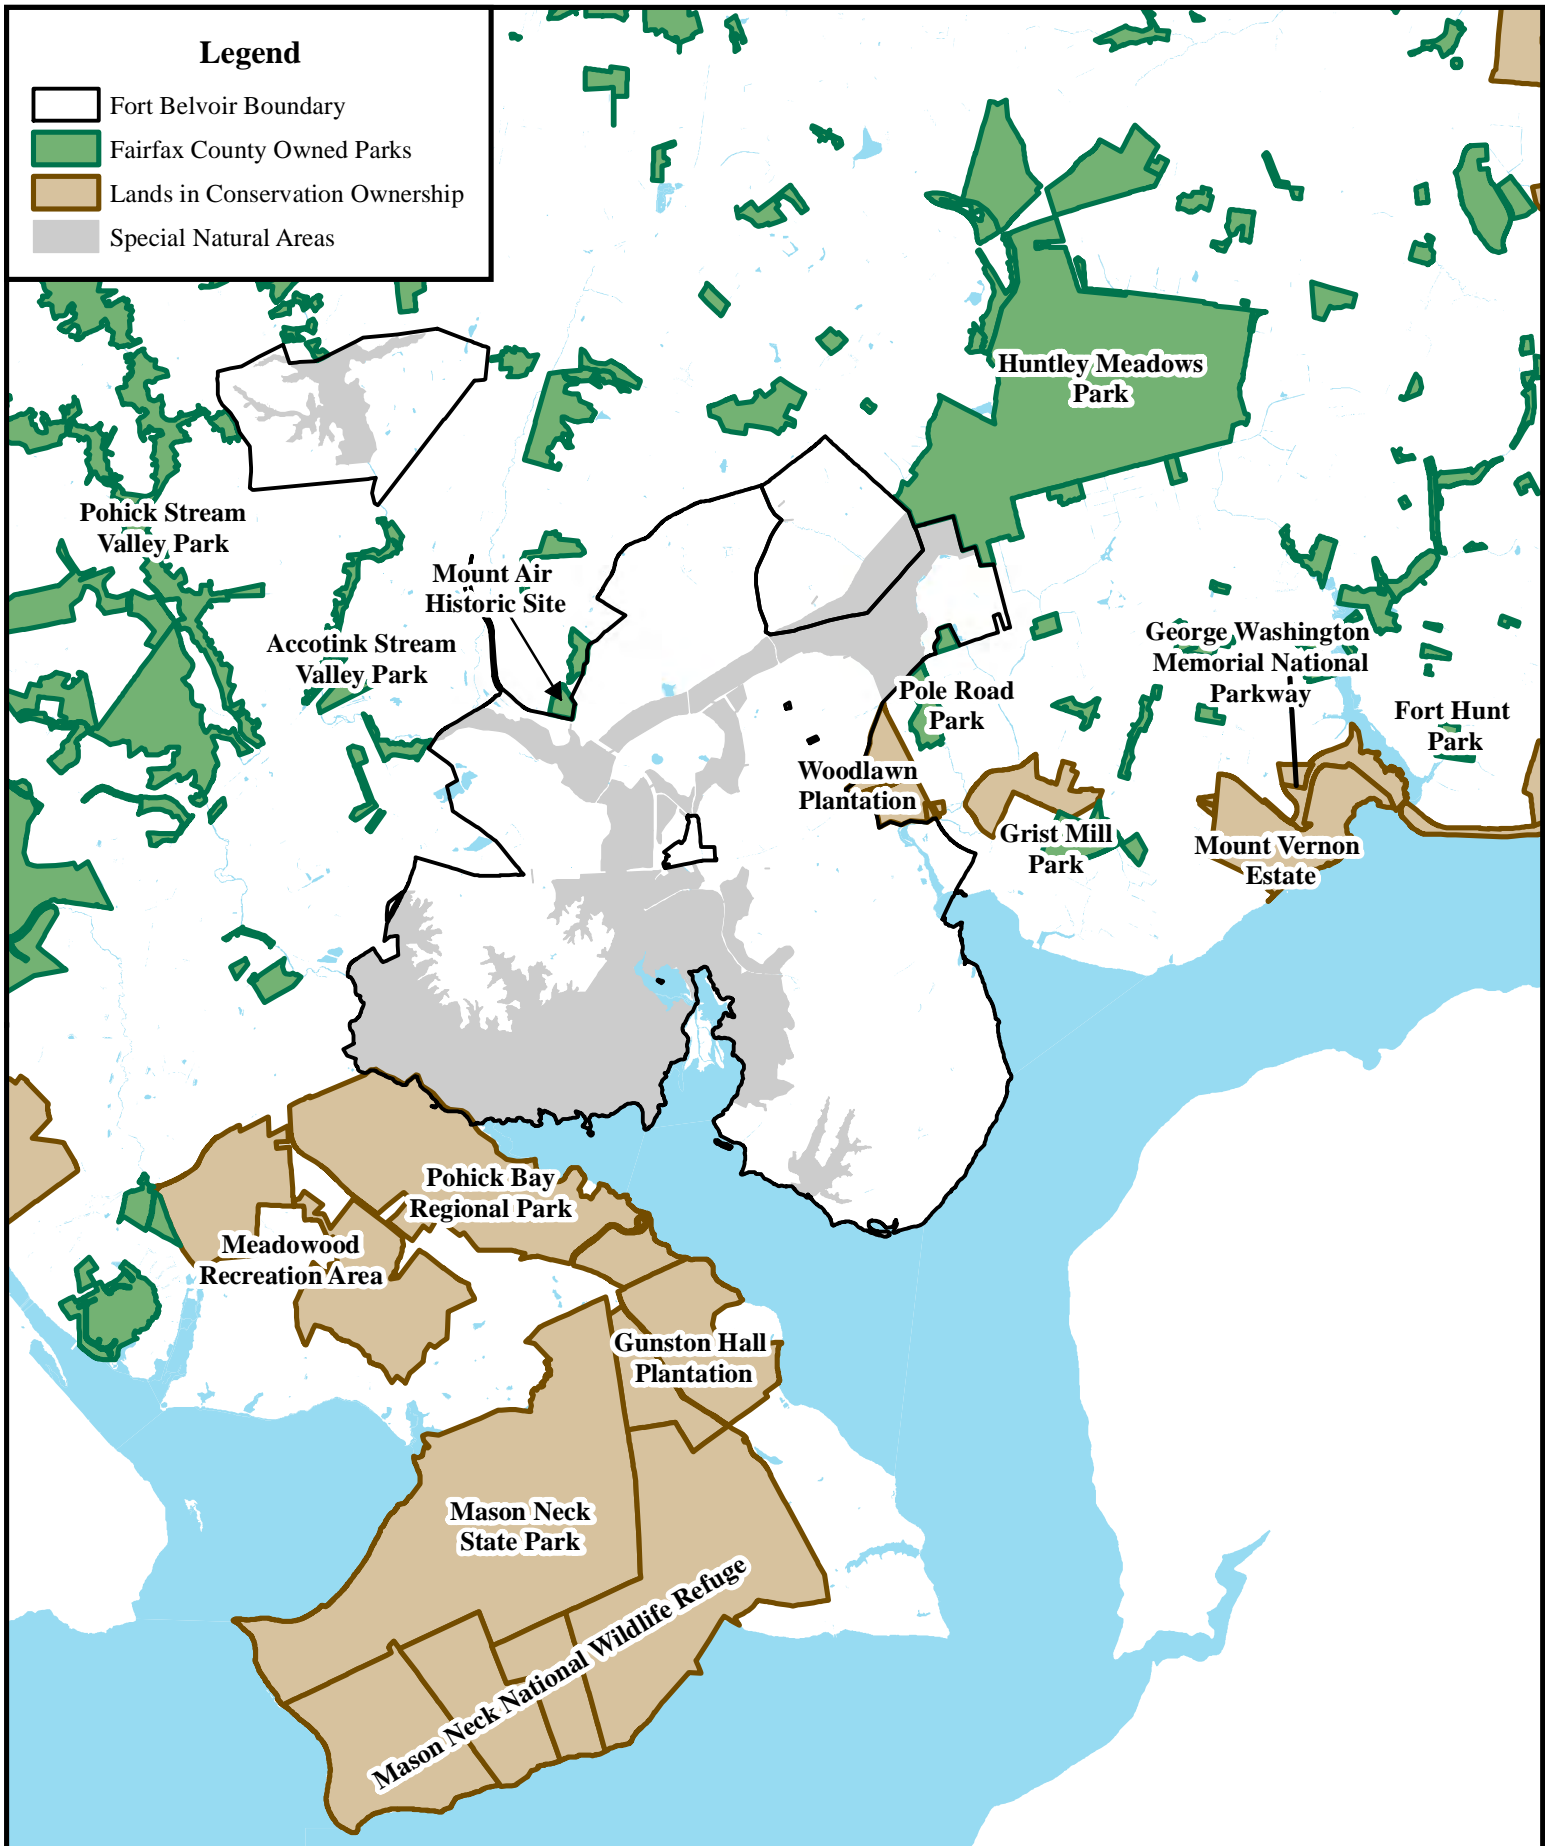 Legend
Fort Belvoir Boundary
Fairfax County Owned Parks
Lands in Conservation Ownership
Special Natural Areas
Huntley Meadows
Park
Pohick Stream
Valley Park
Mount Air
Historic Site
Accotink Stream
Valley Park
George Washington
Memorial National
Parkway
Pole Road
Park
Fort Hunt
Park
Woodlawn
Plantation
Grist Mill
Park
Mount Vernon
Estate
Pohick Bay
Regional Park
Meadowood
Recreation Area
Gunston Hall
Plantation
Mason Neck
State Park
Mason Neck National Wildlife Refuge